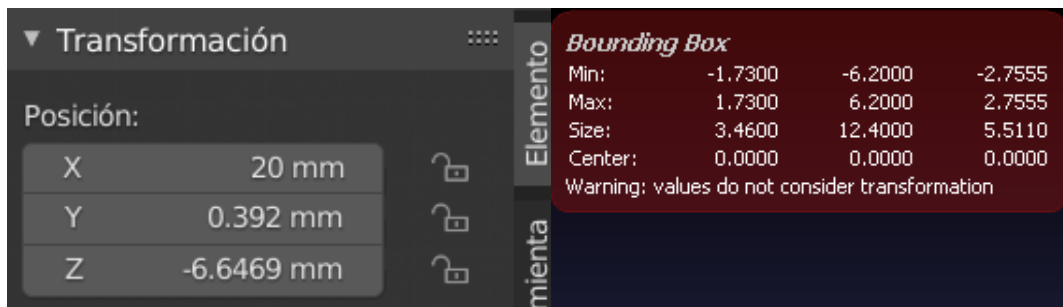 Transformación
Posición:
X 20 mm
Y 0.392 mm
Z -6.6469 mm
Elemento
mienta
Bounding Box
Min: -1.7300 -6.2000 -2.7555
Max: 1.7300 6.2000 2.7555
Size: 3.4600 12.4000 5.5110
Center: 0.0000 0.0000 0.0000
Warning: values do not consider transformation